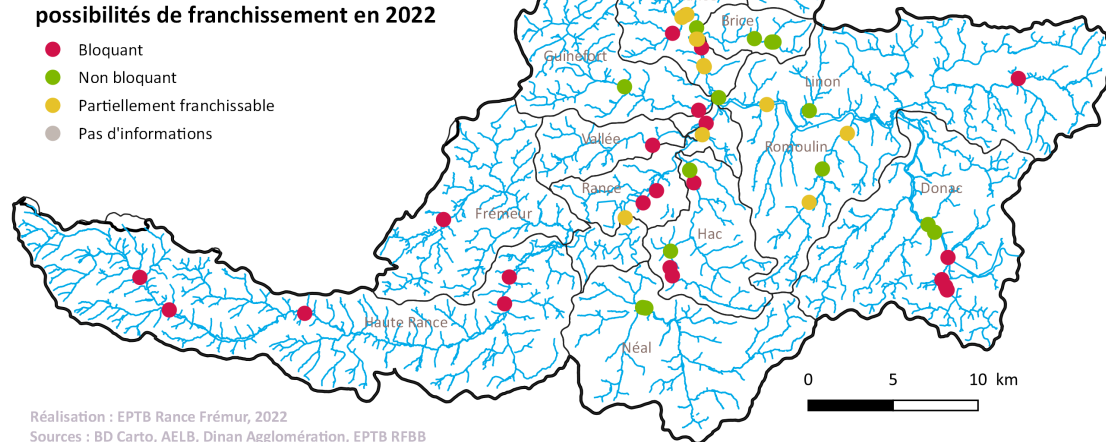 possibilités de franchissement en 2022
Bloquant
Non bloquant
Partiellement franchissable
Pas d'informations
Brice
Guinefort
Linon
Vallée
Romoulin
Rance
Donac
Frémeur
Hac
Haute Rance
Néal
0 5 10 km
Réalisation : EPTB Rance Frémur, 2022
Sources : BD Carto, AELB, Dinan Agglomération, EPTB RFBB